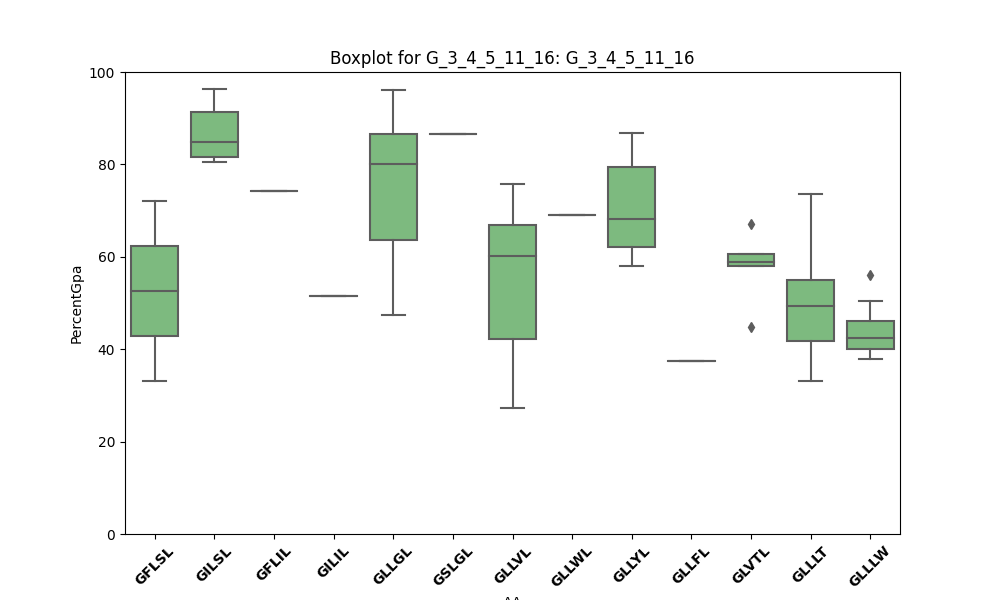 Boxplot for G_3_4_5_11_16: G_3_4_5_11_16
100
80
60
40
20
0
PercentGpa
GFLSL
GILSL
GFLIL
GILIL
GLLGL
GSLGL
GLLVL
GLLWL
GLLYL
GLLFL
GLVTL
GLLLT
GLLLW